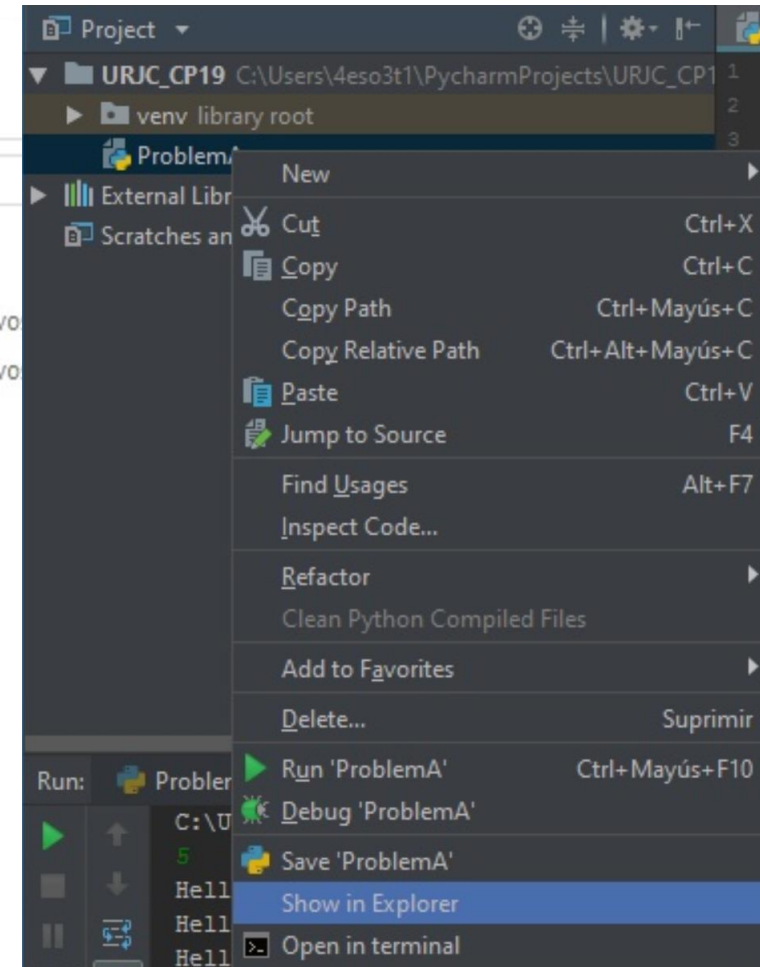 Project
URJC_CP19 C:\Users\4eso3t1\PycharmProjects\URJC_CP1
venv library root
ProblemA
External Libr
Scratches an
1
2
3
New
Cut Ctrl+X
Copy Ctrl+C
Copy Path Ctrl+Mayús+C
Copy Relative Path Ctrl+Alt+Mayús+C
Paste Ctrl+V
Jump to Source F4
Find Usages Alt+F7
Inspect Code...
Refactor
Clean Python Compiled Files
Add to Favorites
Delete... Suprimir
Run 'ProblemA' Ctrl+Mayús+F10
Debug 'ProblemA'
Save 'ProblemA'
Show in Explorer
Open in terminal
Run: Probler
C:\U
5
Hell
Hell
Hell